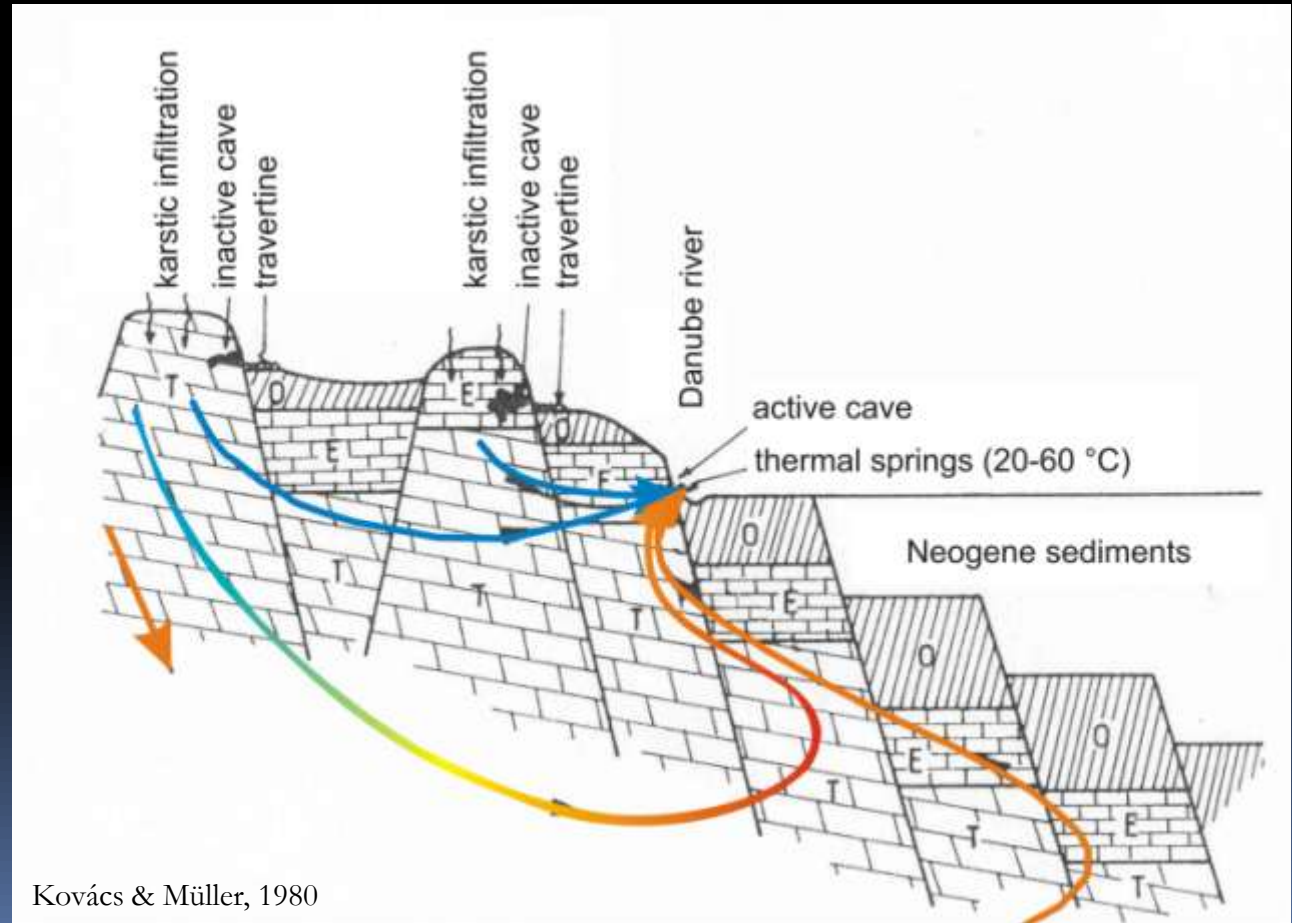 karstic infiltration
inactive cave
travertine
karstic infiltration
inactive cave
travertine
Danube river
active cave
thermal springs (20-60 °C)
Neogene sediments
T
O
E
T
E
T
O
E
T
O
E
T
O
E
T
O
E
T
Kovács & Müller, 1980